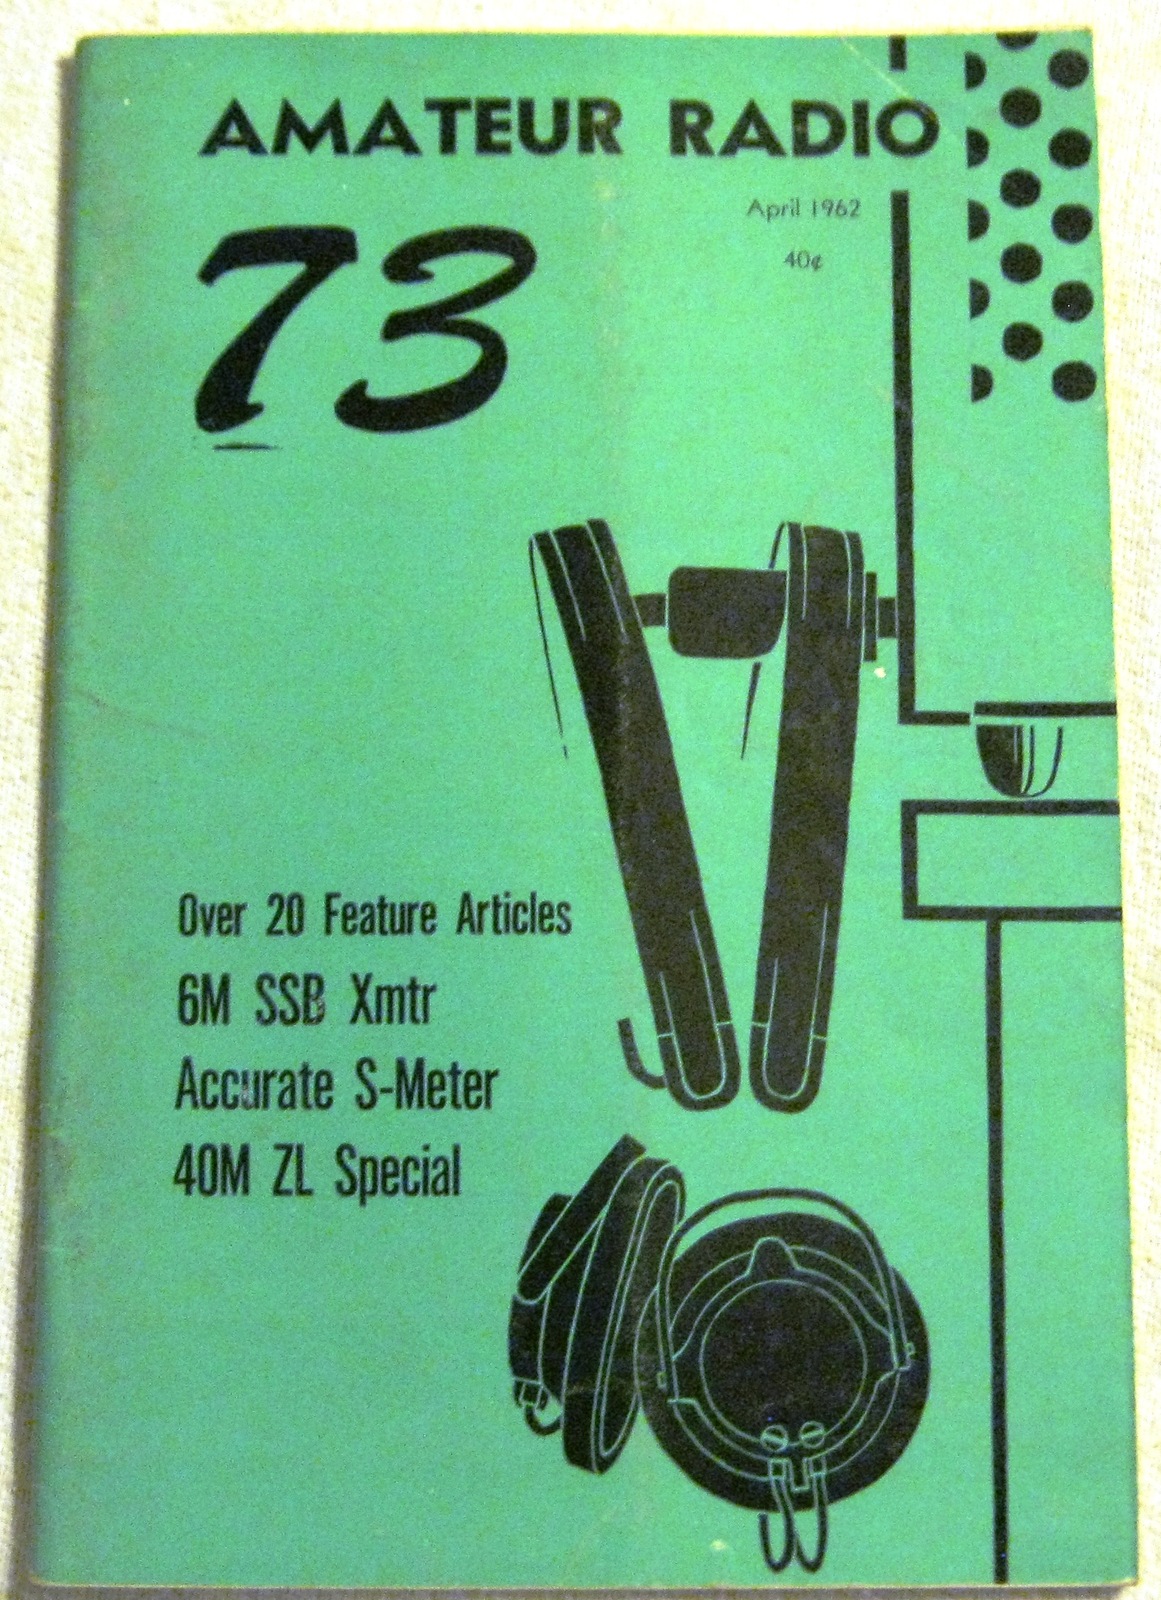 AMATEUR RADIO
April 1962
73
40¢
Over 20 Feature Articles
6M SSB Xmtr
Accurate S-Meter
40M ZL Special